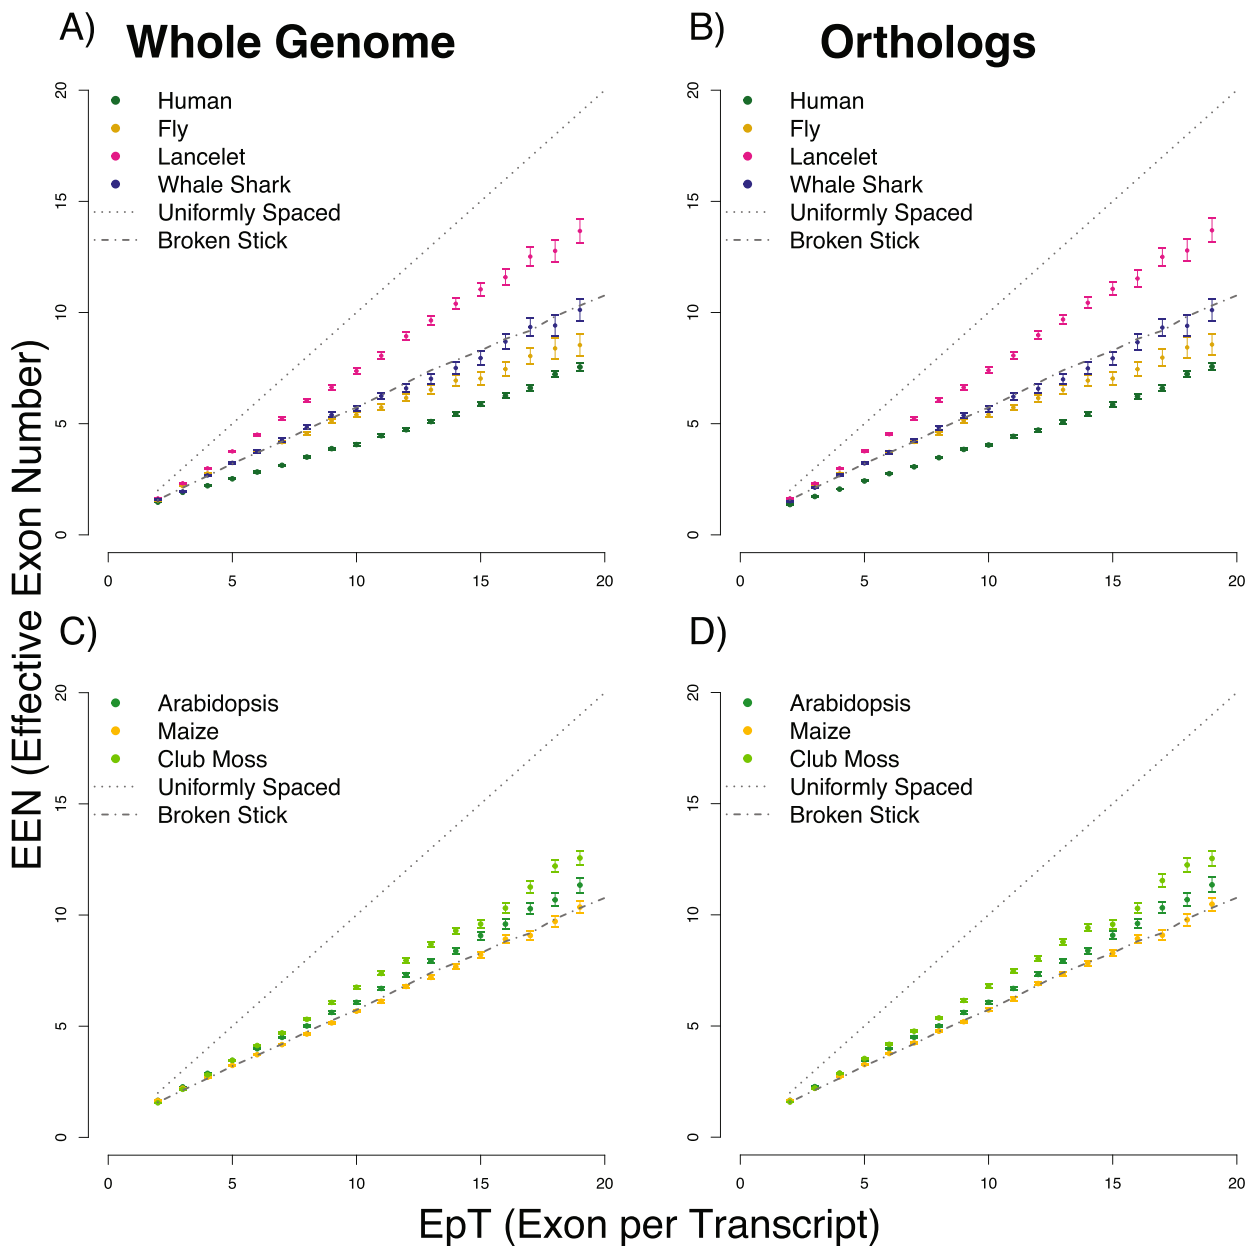 A) Whole Genome
B) Orthologs
Human
Fly
Lancelet
Whale Shark
Uniformly Spaced
Broken Stick
0
5
10
15
20
0
5
10
15
20
Human
Fly
Lancelet
Whale Shark
Uniformly Spaced
Broken Stick
0
5
10
15
20
0
5
10
15
20
EEN (Effective Exon Number)
C)
D)
Arabidopsis
Maize
Club Moss
Uniformly Spaced
Broken Stick
0
5
10
15
20
0
5
10
15
20
Arabidopsis
Maize
Club Moss
Uniformly Spaced
Broken Stick
0
5
10
15
20
0
5
10
15
20
EpT (Exon per Transcript)